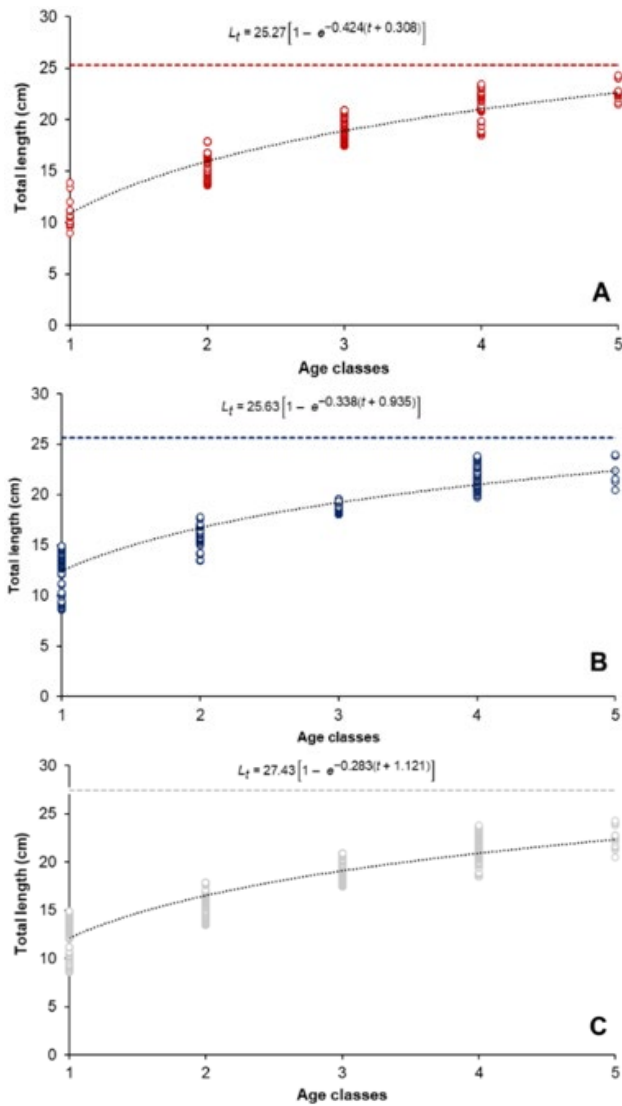 L_t = 25.27[1 – e^–0.424(t + 0.308)]
30
25
20
15
10
5
0
Total length (cm)
A
1 2 3 4 5
Age classes
L_t = 25.63[1 – e^–0.338(t + 0.935)]
30
25
20
15
10
5
0
Total length (cm)
B
1 2 3 4 5
Age classes
L_t = 27.43[1 – e^–0.283(t + 1.121)]
30
25
20
15
10
5
0
Total length (cm)
C
1 2 3 4 5
Age classes